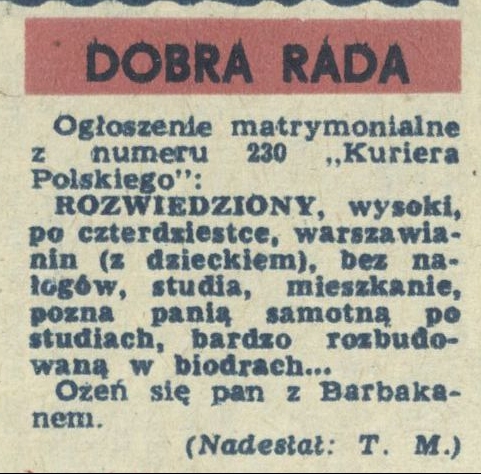 DOBRA RADA
Ogłoszenie matrymonialne
z numeru 230 „Kuriera
Polskiego”:
ROZWIEDZIONY, wysoki,
po czterdziestce, warszawia-
nin (z dzieckiem), bez na-
łogów, studia, mieszkanie,
pozna panią samotną po
studiach, bardzo rozbudo-
waną w biodrach...
Ożeń się pan z Barbaka-
nem.
(Nadesłał: T. M.)